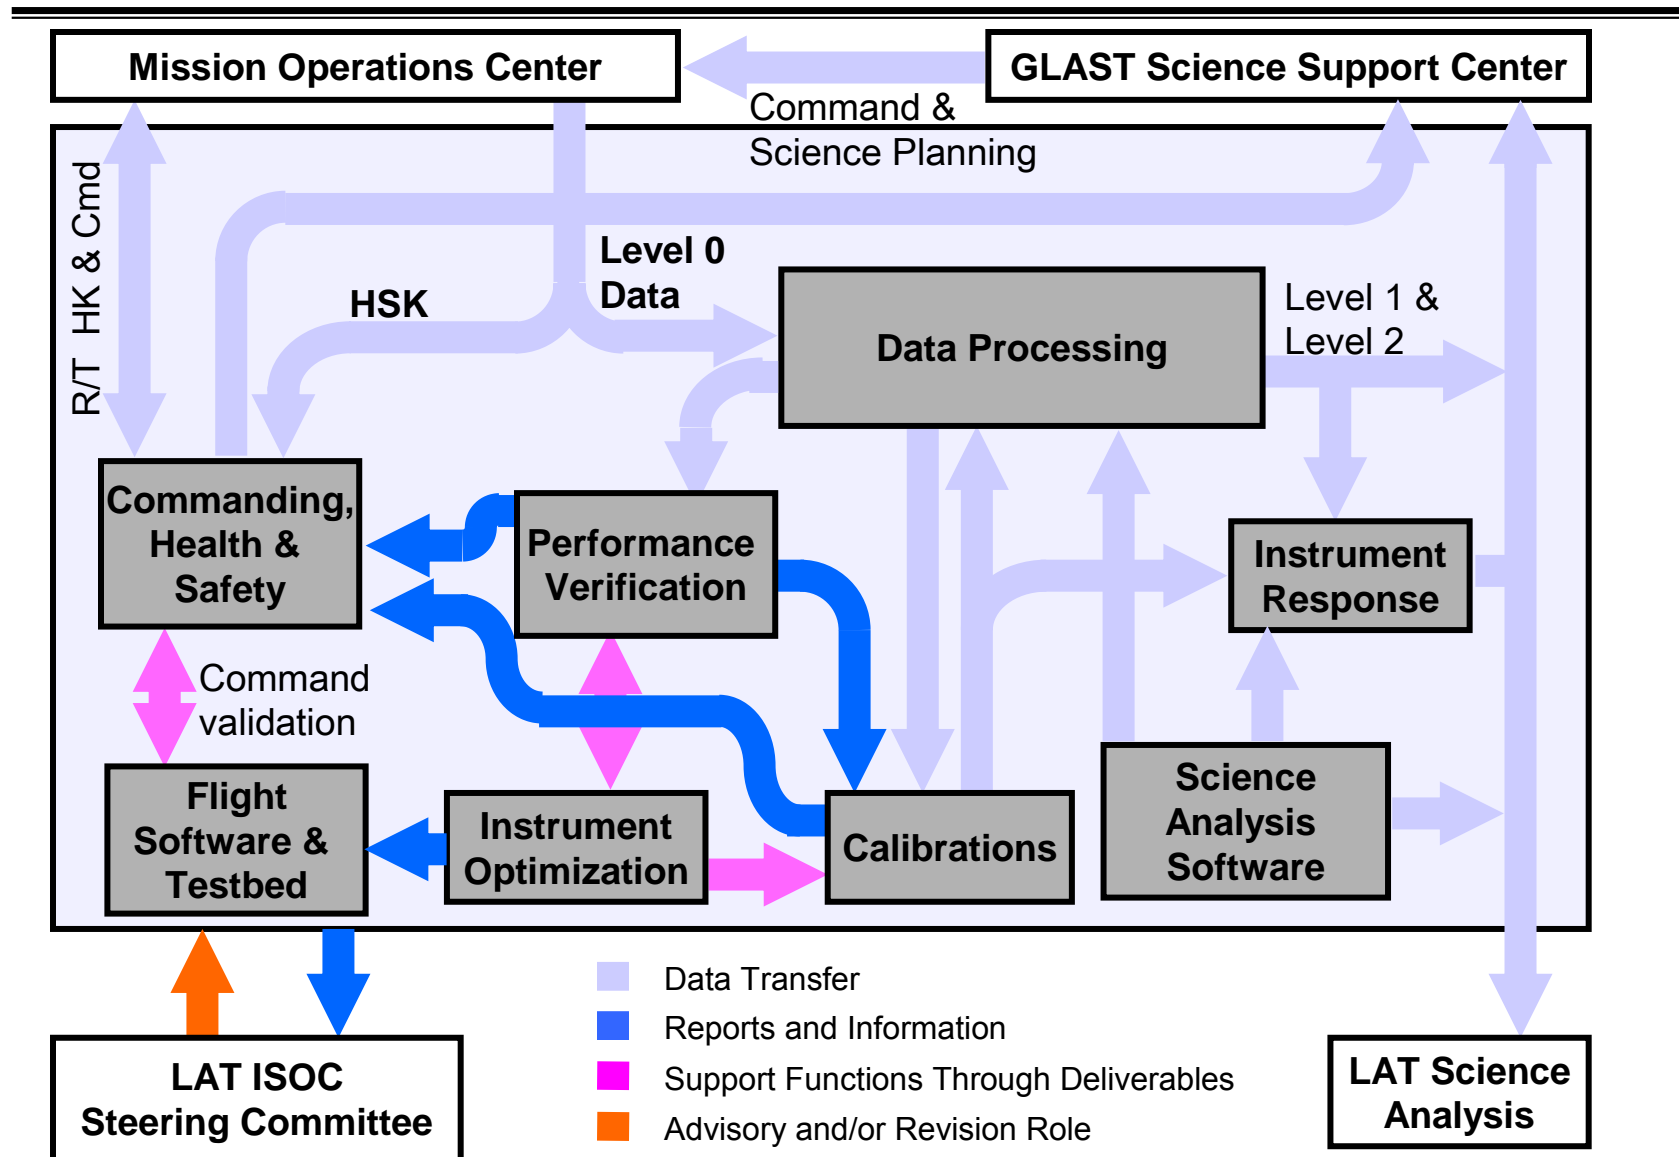 Mission Operations Center
GLAST Science Support Center
Command &
Science Planning
R/T HK & Cmd
Level 0
Data
HSK
Data Processing
Level 1 &
Level 2
Commanding,
Health &
Safety
Performance
Verification
Instrument
Response
Command
validation
Flight
Software &
Testbed
Instrument
Optimization
Calibrations
Science
Analysis
Software
Data Transfer
Reports and Information
Support Functions Through Deliverables
Advisory and/or Revision Role
LAT ISOC
Steering Committee
LAT Science
Analysis